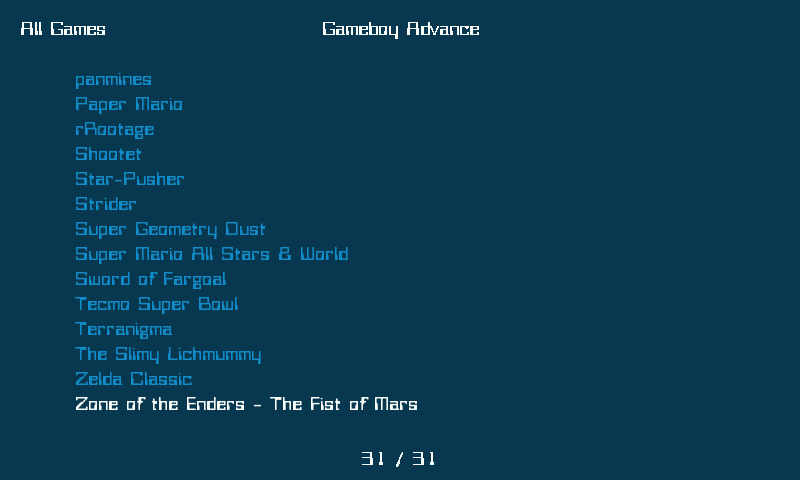 All Games
Gameboy Advance
panmines
Paper Mario
rRootage
Shootet
Star-Pusher
Strider
Super Geometry Dust
Super Mario All Stars & World
Sword of Fargoal
Tecmo Super Bowl
Terranigma
The Slimy Lichmummy
Zelda Classic
Zone of the Enders - The Fist of Mars
31 / 31